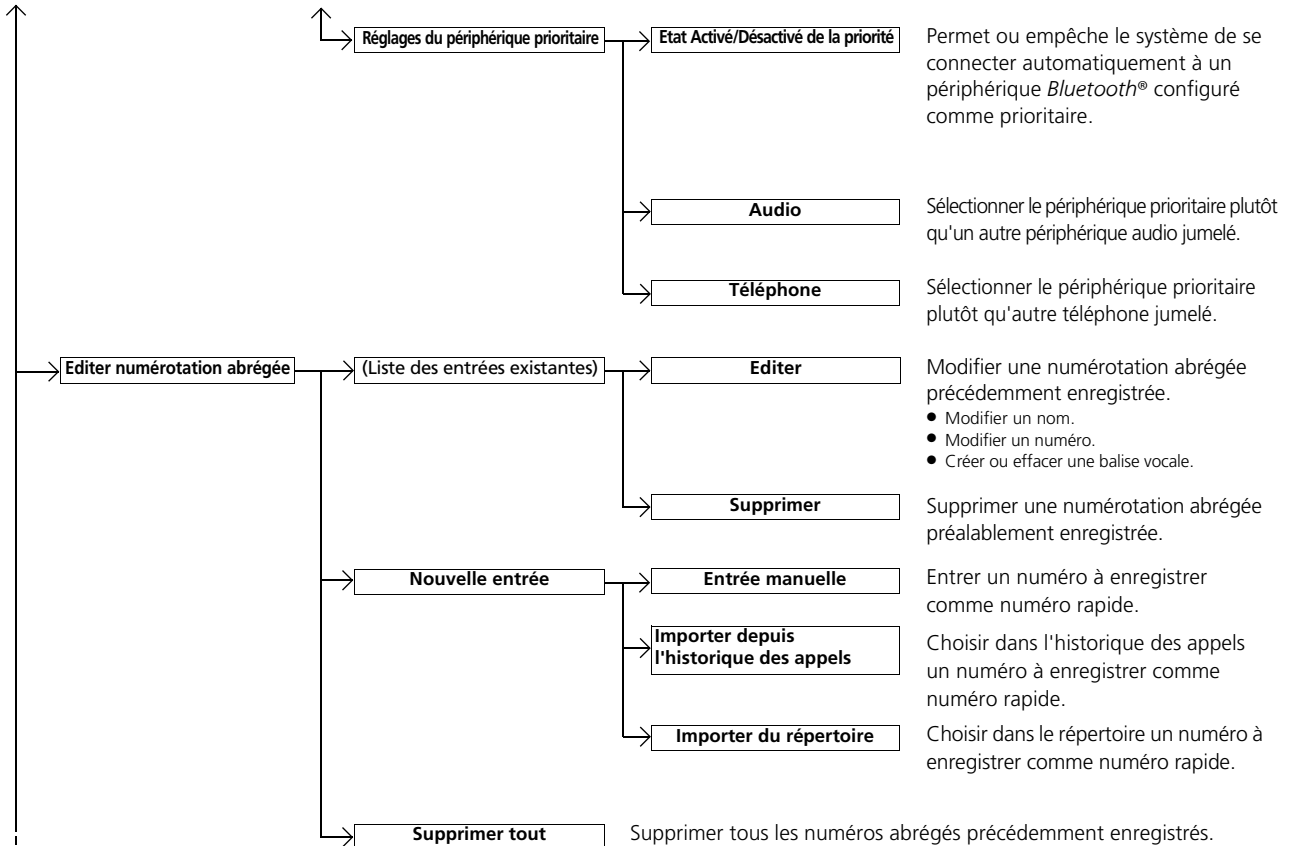 Réglages du périphérique prioritaire
Etat Activé/Désactivé de la priorité
Permet ou empêche le système de se
connecter automatiquement à un
périphérique Bluetooth® configuré
comme prioritaire.
Audio
Sélectionner le périphérique prioritaire plutôt
qu'un autre périphérique audio jumelé.
Téléphone
Sélectionner le périphérique prioritaire
plutôt qu'autre téléphone jumelé.
Editer numérotation abrégée
(Liste des entrées existantes)
Editer
Modifier une numérotation abrégée
précédemment enregistrée.
● Modifier un nom.
● Modifier un numéro.
● Créer ou effacer une balise vocale.
Supprimer
Supprimer une numérotation abrégée
préalablement enregistrée.
Nouvelle entrée
Entrée manuelle
Entrer un numéro à enregistrer
comme numéro rapide.
Importer depuis
l'historique des appels
Choisir dans l'historique des appels
un numéro à enregistrer comme
numéro rapide.
Importer du répertoire
Choisir dans le répertoire un numéro à
enregistrer comme numéro rapide.
Supprimer tout
Supprimer tous les numéros abrégés précédemment enregistrés.